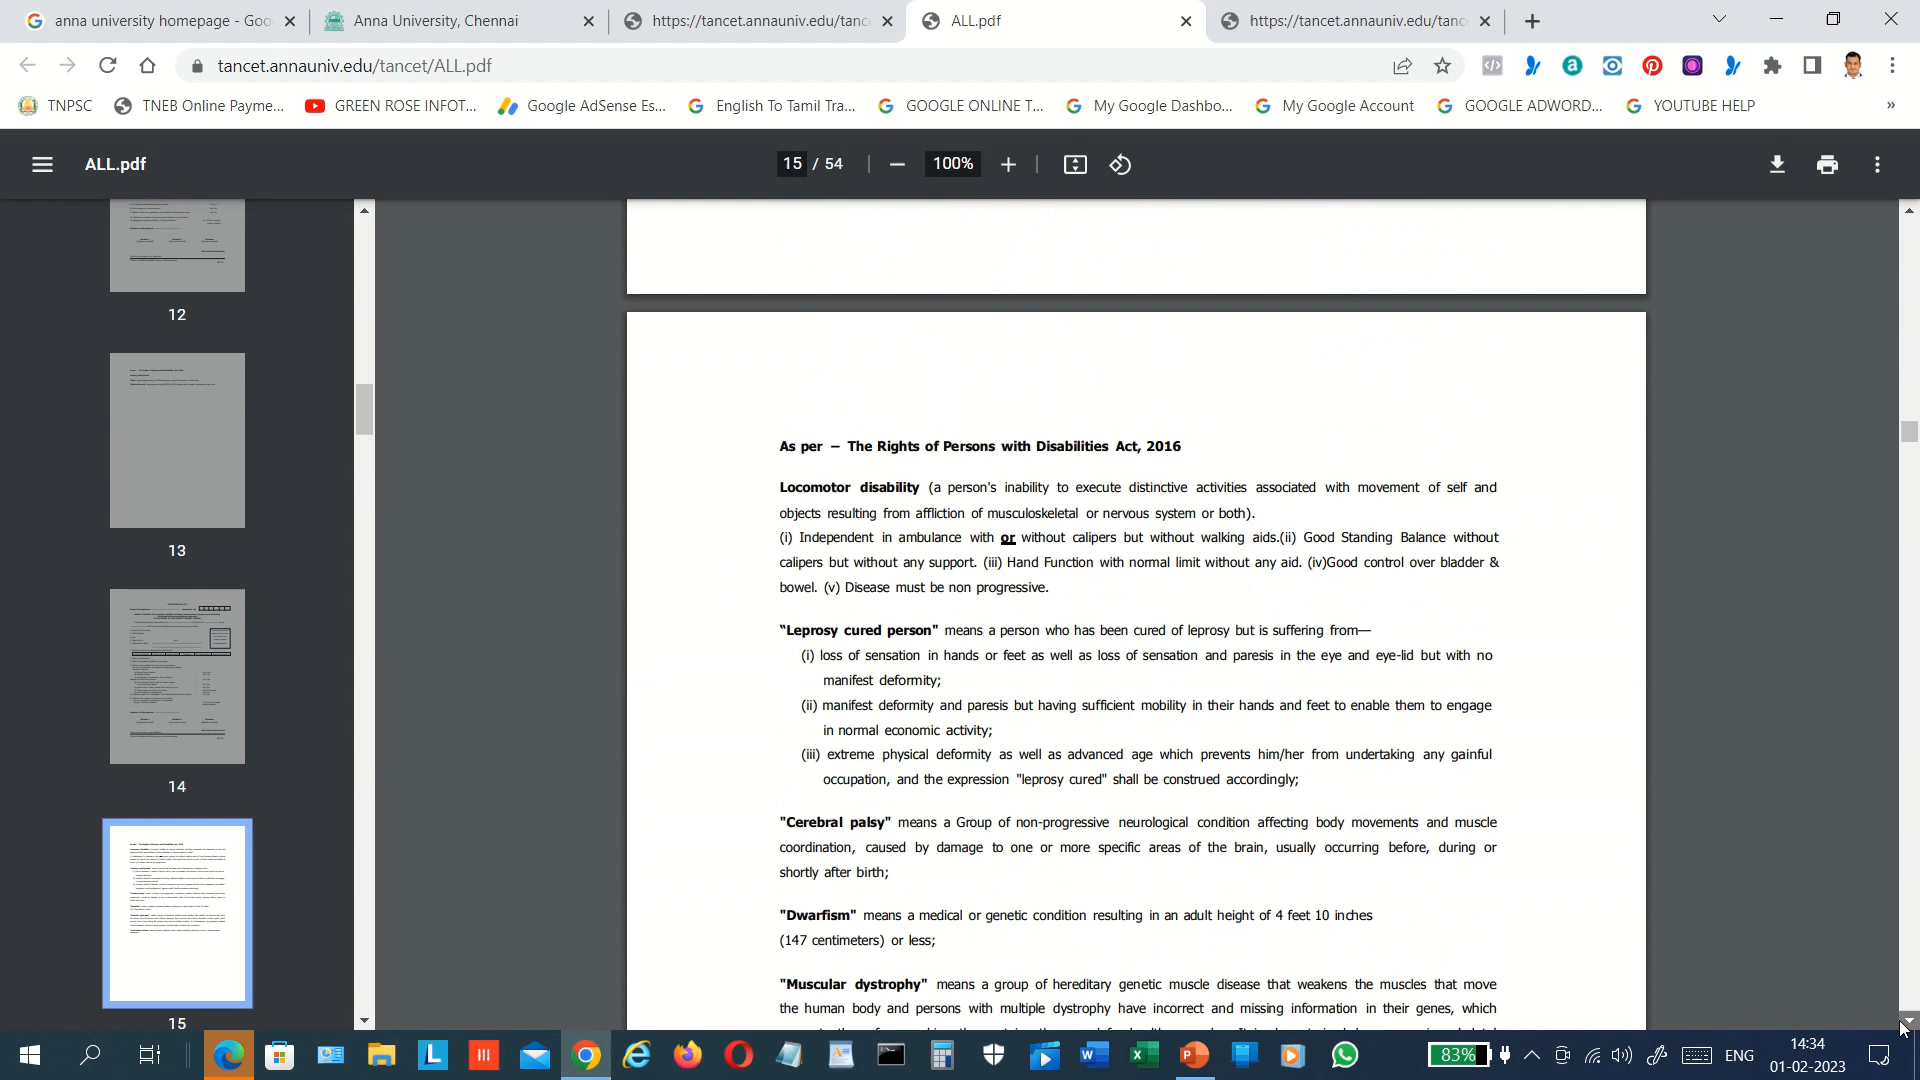 anna university homepage - Goo
Anna University, Chennai
https://tancet.annauniv.edu/tance
ALL.pdf
https://tancet.annauniv.edu/tanc
tancet.annauniv.edu/tancet/ALL.pdf
TNPSC
TNEB Online Payme...
GREEN ROSE INFOT...
Google AdSense Es...
English To Tamil Tra...
GOOGLE ONLINE T...
My Google Dashbo...
My Google Account
GOOGLE ADWORD...
YOUTUBE HELP
»
ALL.pdf
15 / 54
100%
12
13
14
15
As per – The Rights of Persons with Disabilities Act, 2016
Locomotor disability (a person's inability to execute distinctive activities associated with movement of self and
objects resulting from affliction of musculoskeletal or nervous system or both).
(i) Independent in ambulance with or without calipers but without walking aids.(ii) Good Standing Balance without
calipers but without any support. (iii) Hand Function with normal limit without any aid. (iv)Good control over bladder &
bowel. (v) Disease must be non progressive.
“Leprosy cured person" means a person who has been cured of leprosy but is suffering from—
(i) loss of sensation in hands or feet as well as loss of sensation and paresis in the eye and eye-lid but with no
manifest deformity;
(ii) manifest deformity and paresis but having sufficient mobility in their hands and feet to enable them to engage
in normal economic activity;
(iii) extreme physical deformity as well as advanced age which prevents him/her from undertaking any gainful
occupation, and the expression "leprosy cured" shall be construed accordingly;
"Cerebral palsy" means a Group of non-progressive neurological condition affecting body movements and muscle
coordination, caused by damage to one or more specific areas of the brain, usually occurring before, during or
shortly after birth;
"Dwarfism" means a medical or genetic condition resulting in an adult height of 4 feet 10 inches
(147 centimeters) or less;
"Muscular dystrophy" means a group of hereditary genetic muscle disease that weakens the muscles that move
the human body and persons with multiple dystrophy have incorrect and missing information in their genes, which
83%
ENG
14:34
01-02-2023